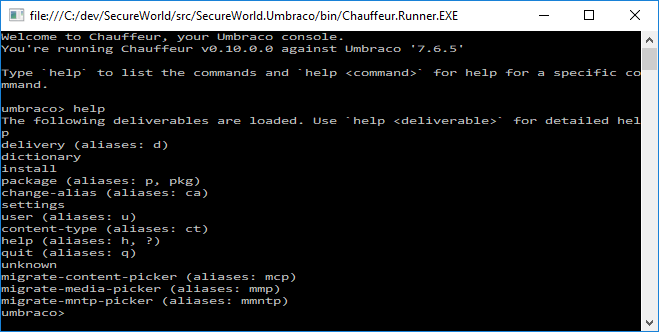 file:///C:/dev/SecureWorld/src/SecureWorld.Umbraco/bin/Chauffeur.Runner.EXE
Welcome to Chauffeur, your Umbraco console.
You're running Chauffeur v0.10.0.0 against Umbraco '7.6.5'
Type `help` to list the commands and `help <command>` for help for a specific co
mmand.
umbraco> help
The following deliverables are loaded. Use `help <deliverable>` for detailed hel
p
delivery (aliases: d)
dictionary
install
package (aliases: p, pkg)
change-alias (aliases: ca)
settings
user (aliases: u)
content-type (aliases: ct)
help (aliases: h, ?)
quit (aliases: q)
unknown
migrate-content-picker (aliases: mcp)
migrate-media-picker (aliases: mmp)
migrate-mntp-picker (aliases: mmntp)
umbraco>